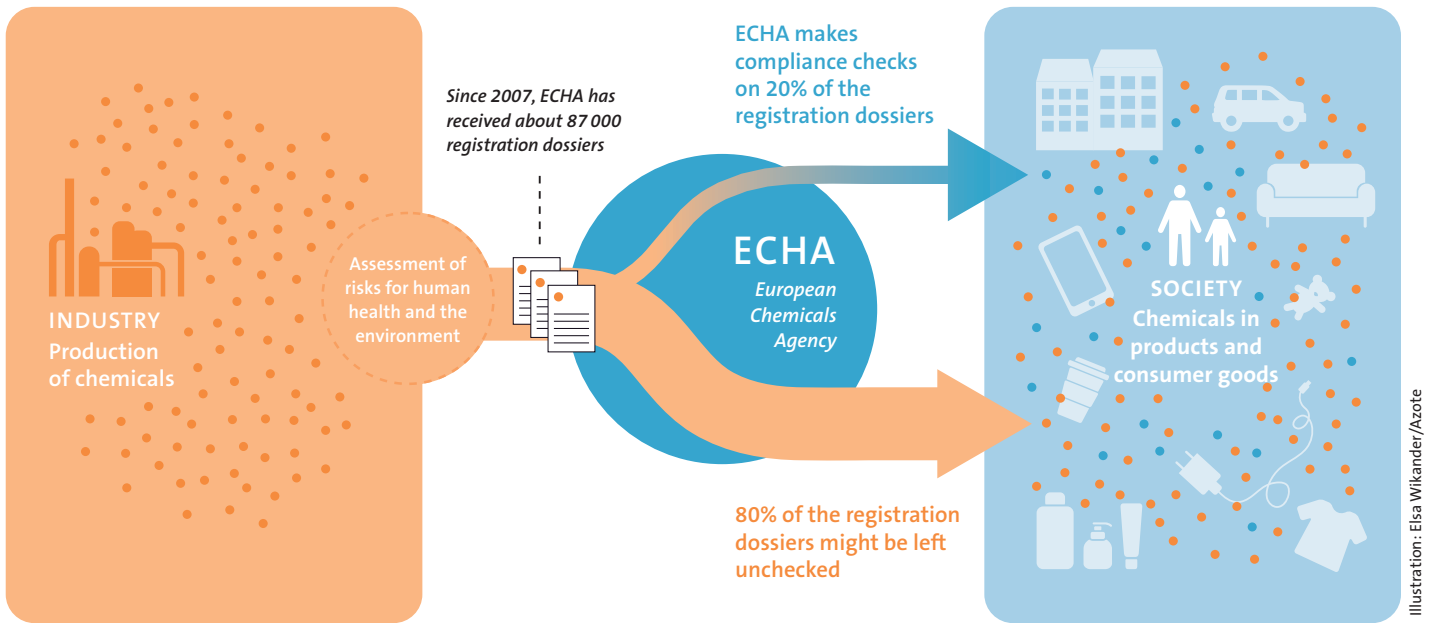 INDUSTRY
Production
of chemicals
Assessment of
risks for human
health and the
environment
Since 2007, ECHA has
received about 87 000
registration dossiers
ECHA makes
compliance checks
on 20% of the
registration dossiers
ECHA
European
Chemicals
Agency
80% of the registration
dossiers might be left
unchecked
SOCIETY
Chemicals in
products and
consumer goods
Illustration: Elsa Wikander/Azote